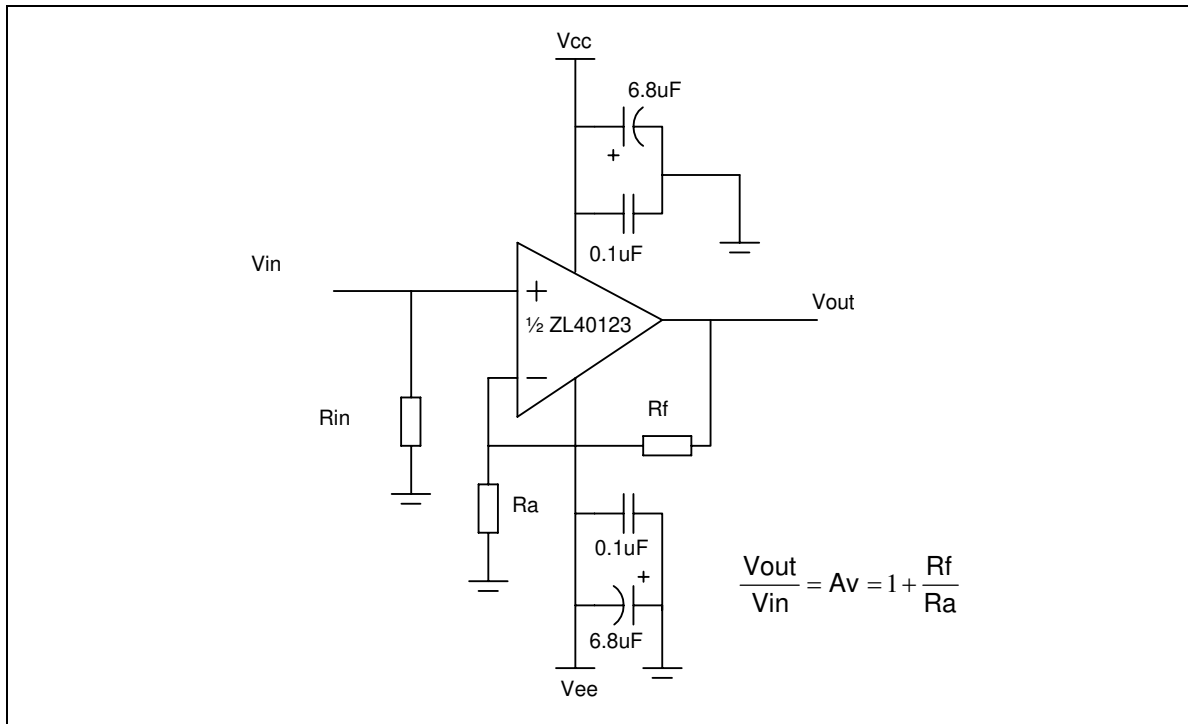 Vcc
6.8uF
+
0.1uF
Vin
+
½ ZL40123
Vout
−
Rf
Rin
Ra
0.1uF
+
6.8uF
Vee
Vout/Vin = Av = 1 + Rf/Ra